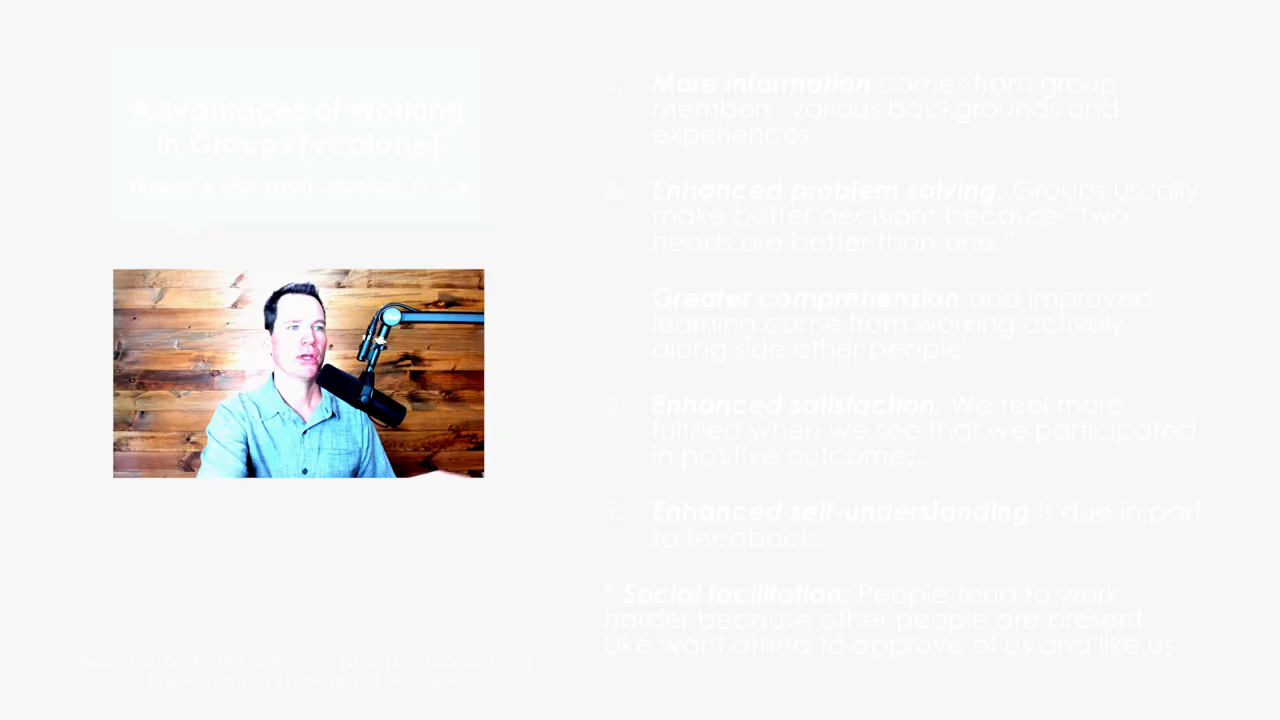 Advantages of Working
in Groups (vs alone)
More information comes from group
members' various backgrounds and
experiences.
Enhanced problem solving. Groups usually
make better decisions because "two
heads are better than one."
Greater comprehension and improved
learning come from working actively
along side other people.
Enhanced satisfaction. We feel more
fulfilled when we see that we participated
in positive outcomes.
Enhanced self-understanding is due in part
to feedback.
* Social facilitation: People tend to work
harder because other people are present.
Like want others to approve of us and like us.